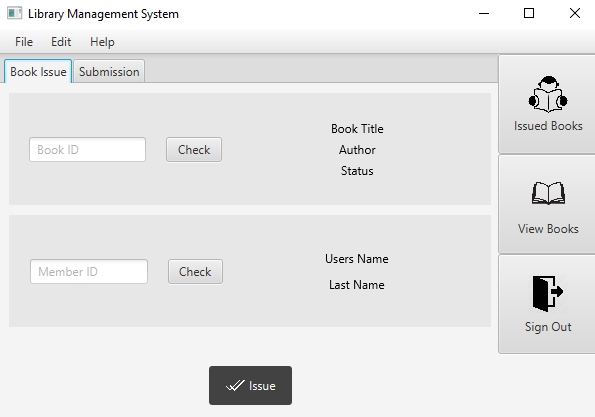 Library Management System
File Edit Help
Book Issue Submission
Book ID Check
Book Title
Author
Status
Member ID Check
Users Name
Last Name
Issue
Issued Books
View Books
Sign Out